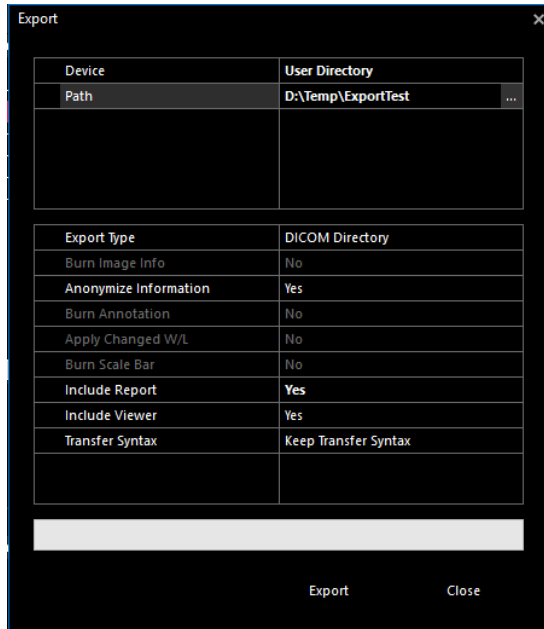 Export
Device User Directory
Path D:\Temp\ExportTest ...
Export Type DICOM Directory
Burn Image Info No
Anonymize Information Yes
Burn Annotation No
Apply Changed W/L No
Burn Scale Bar No
Include Report Yes
Include Viewer Yes
Transfer Syntax Keep Transfer Syntax
Export Close